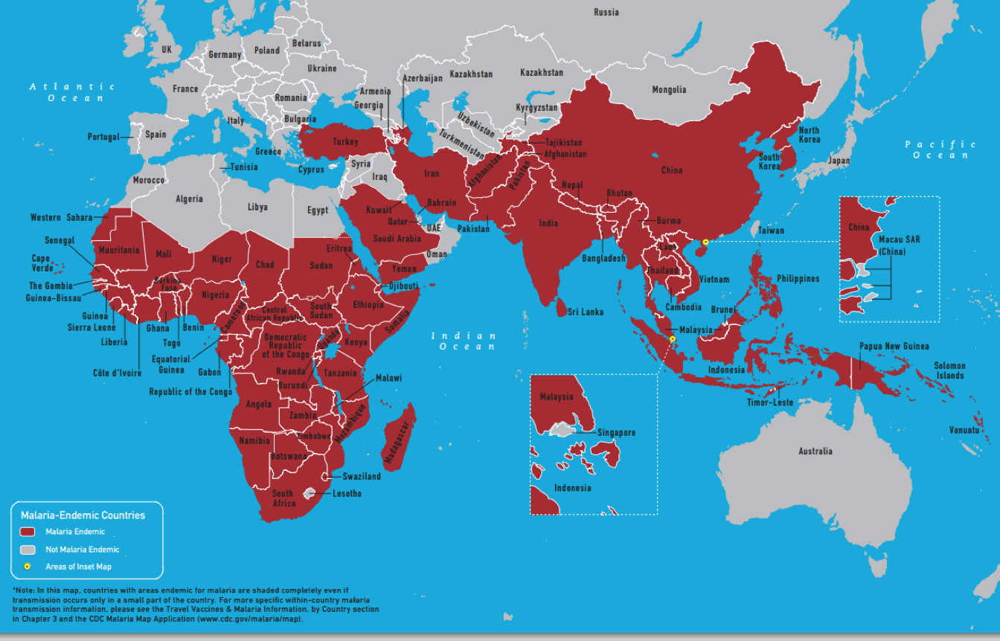 Russia
UK
Germany
Poland
Belarus
Ukraine
France
Romania
Bulgaria
Italy
Portugal
Spain
Greece
Atlantic
Ocean
Armenia
Georgia
Azerbaijan
Kazakhstan
Kazakhstan
Mongolia
Kyrgyzstan
Uzbekistan
Turkmenistan
Tajikistan
Afghanistan
Afghanistan
Pakistan
Turkey
Cyprus
Syria
Iraq
Iran
China
North
Korea
South
Korea
Japan
Pacific
Ocean
Tunisia
Morocco
Algeria
Libya
Egypt
Kuwait
Bahrain
Qatar
UAE
Saudi Arabia
Oman
Yemen
Pakistan
Nepal
Bhutan
India
Burma
Bangladesh
Laos
Thailand
Vietnam
Cambodia
Sri Lanka
Taiwan
Philippines
Brunei
Malaysia
Indonesia
Timor-Leste
Papua New Guinea
Solomon
Islands
Vanuatu
Australia
China
Macau SAR
(China)
Malaysia
Singapore
Indonesia
Western Sahara
Mauritania
Senegal
Cape
Verde
The Gambia
Guinea-Bissau
Guinea
Sierra Leone
Liberia
Côte d'Ivoire
Mali
Burkina
Faso
Ghana
Togo
Benin
Niger
Nigeria
Chad
Cameroon
Sudan
Eritrea
Djibouti
Ethiopia
Somalia
South
Sudan
Central
African Republic
Democratic
Republic
of the Congo
Uganda
Kenya
Equatorial
Guinea
Gabon
Republic of the Congo
Rwanda
Burundi
Tanzania
Malawi
Angola
Zambia
Mozambique
Zimbabwe
Namibia
Botswana
Madagascar
Swaziland
South
Africa
Lesotho
Indian
Ocean
Malaria-Endemic Countries
Malaria Endemic
Not Malaria Endemic
Areas of Inset Map
*Note: In this map, countries with areas endemic for malaria are shaded completely even if
transmission occurs only in a small part of the country. For more specific within-country malaria
transmission information, please see the Travel Vaccines & Malaria Information, by Country section
in Chapter 3 and the CDC Malaria Map Application (www.cdc.gov/malaria/map).